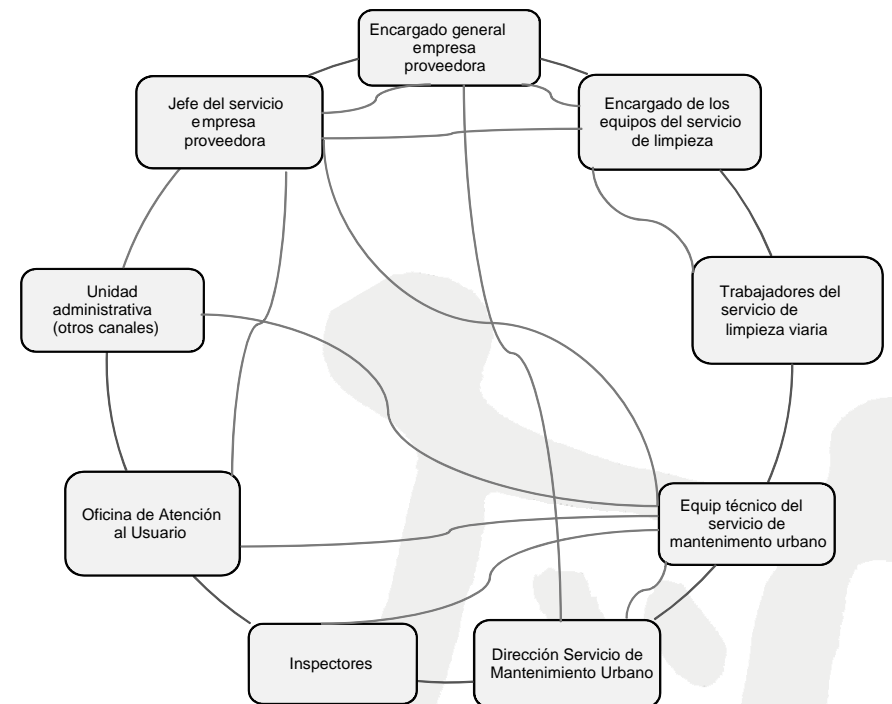 Encargado general
empresa
proveedora
Jefe del servicio
empresa
proveedora
Encargado de los
equipos del servicio
de limpieza
Unidad
administrativa
(otros canales)
Trabajadores del
servicio de
limpieza viaria
Oficina de Atención
al Usuario
Equip técnico del
servicio de
mantenimento urbano
Inspectores
Dirección Servicio de
Mantenimiento Urbano